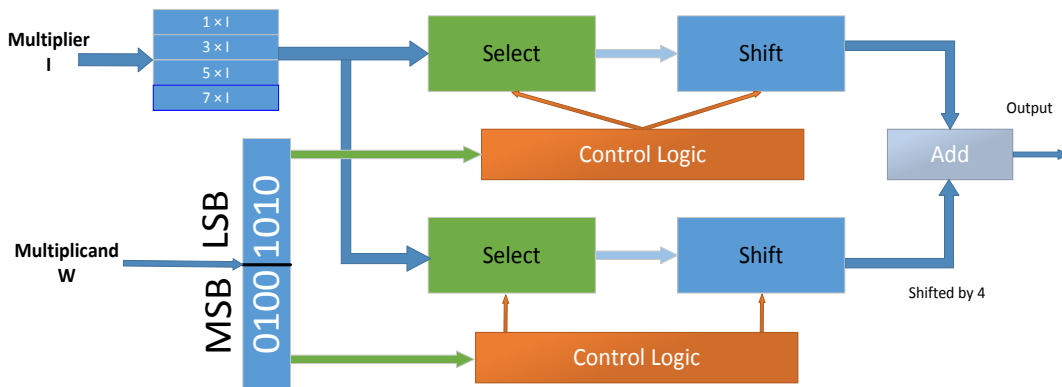 Multiplier
I
1 × I
3 × I
5 × I
7 × I
Select
Shift
Control Logic
Output
Add
Multiplicand
W
MSB LSB
0100 1010
Select
Shift
Shifted by 4
Control Logic